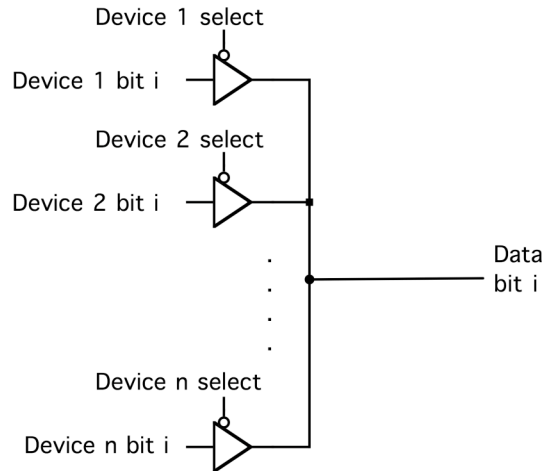 Device 1 select
Device 1 bit i
Device 2 select
Device 2 bit i
Data
bit i
Device n select
Device n bit i